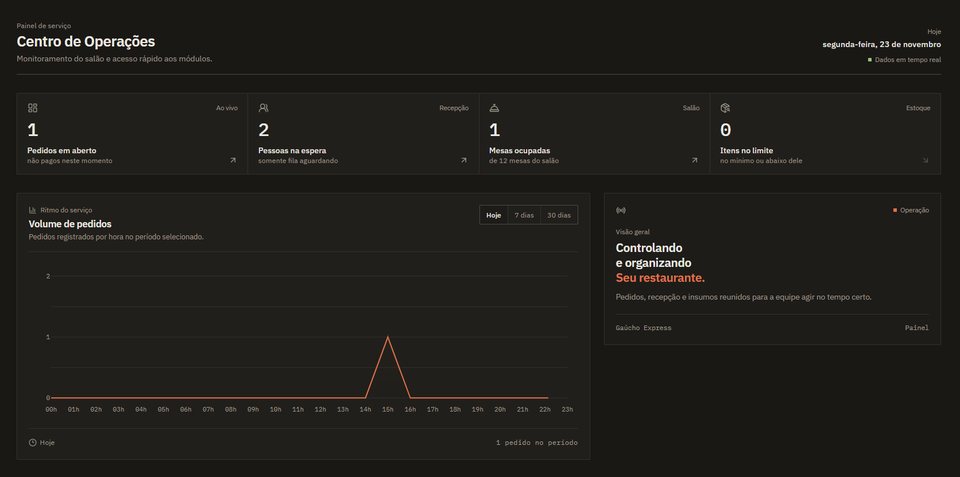 Painel de serviço
Centro de Operações
Monitoramento do salão e acesso rápido aos módulos.
Hoje
segunda-feira, 23 de novembro
Dados em tempo real
Ao vivo
1
Pedidos em aberto
não pagos neste momento
Recepção
2
Pessoas na espera
somente fila aguardando
Salão
1
Mesas ocupadas
de 12 mesas do salão
Estoque
0
Itens no limite
no mínimo ou abaixo dele
Ritmo do serviço
Volume de pedidos
Pedidos registrados por hora no período selecionado.
Hoje 7 dias 30 dias
2
1
0
00h 01h 02h 03h 04h 05h 06h 07h 08h 09h 10h 11h 12h 13h 14h 15h 16h 17h 18h 19h 20h 21h 22h 23h
Hoje
1 pedido no período
Operação
Visão geral
Controlando
e organizando
Seu restaurante.
Pedidos, recepção e insumos reunidos para a equipe agir no tempo certo.
Gaúcho Express
Painel